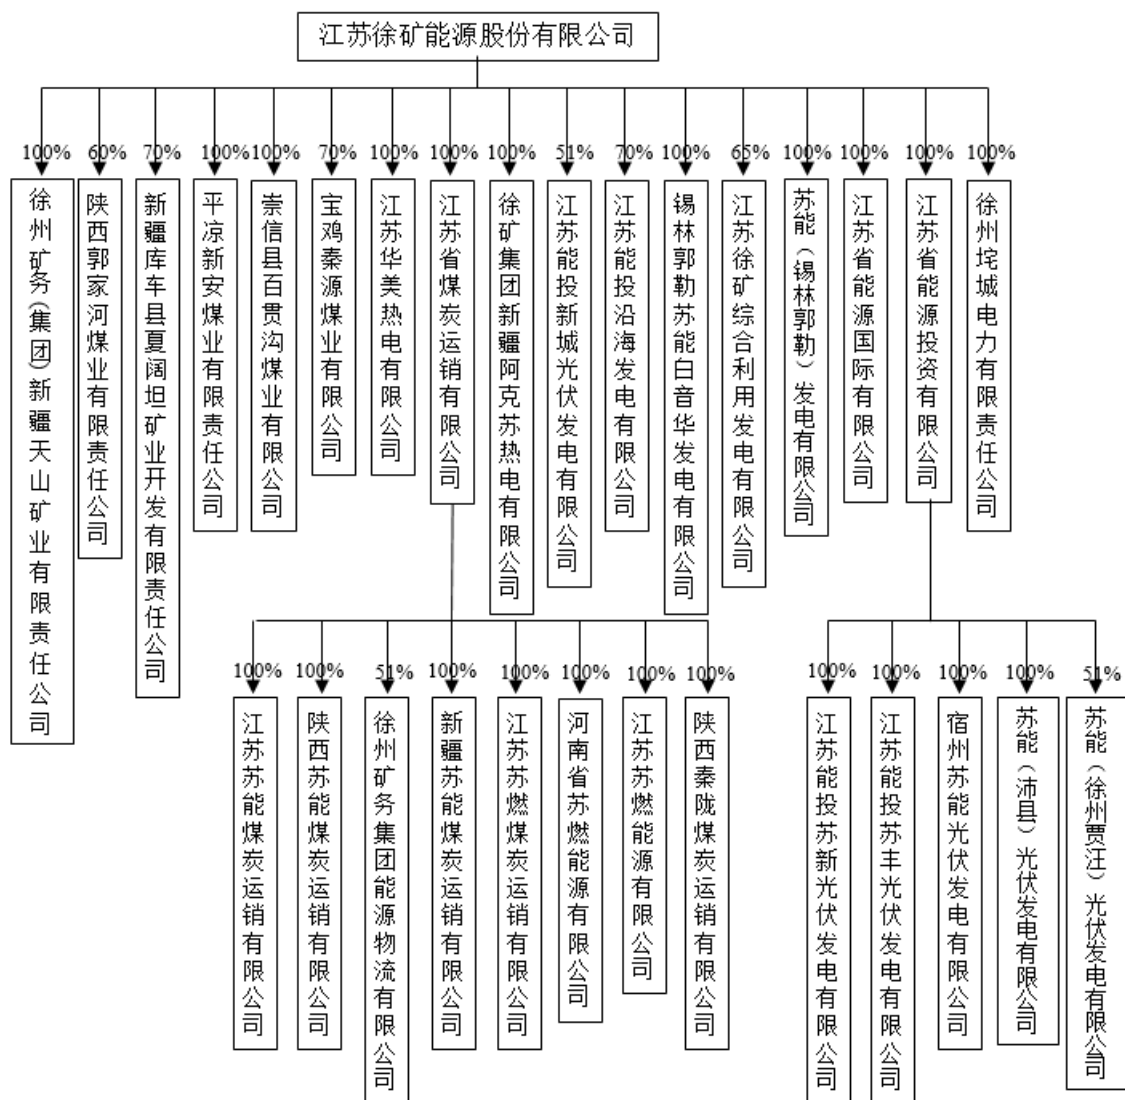 江苏徐矿能源股份有限公司
100% 60% 70% 100% 100% 70% 100% 100% 100% 51% 70% 100% 65% 100% 100% 100% 100%
徐州矿务(集团)新疆天山矿业有限责任公司
陕西郭家河煤业有限责任公司
新疆库车县夏阔坦矿业开发有限责任公司
平凉新安煤业有限责任公司
崇信县百贯沟煤业有限公司
宝鸡秦源煤业有限公司
江苏华美热电有限公司
江苏省煤炭运销有限公司
徐矿集团新疆阿克苏热电有限公司
江苏能投新城光伏发电有限公司
江苏能投沿海发电有限公司
锡林郭勒苏能白音华发电有限公司
江苏徐矿综合利用发电有限公司
苏能（锡林郭勒）发电有限公司
江苏省能源国际有限公司
江苏省能源投资有限公司
徐州垞城电力有限责任公司
100% 100% 51% 100% 100% 100% 100% 100% 100% 100% 100% 100% 51%
江苏苏能煤炭运销有限公司
陕西苏能煤炭运销有限公司
徐州矿务集团能源物流有限公司
新疆苏能煤炭运销有限公司
江苏苏燃煤炭运销有限公司
河南省苏燃能源有限公司
江苏苏燃能源有限公司
陕西秦陇煤炭运销有限公司
江苏能投苏新光伏发电有限公司
江苏能投苏丰光伏发电有限公司
宿州苏能光伏发电有限公司
苏能（沛县）光伏发电有限公司
苏能（徐州贾汪）光伏发电有限公司